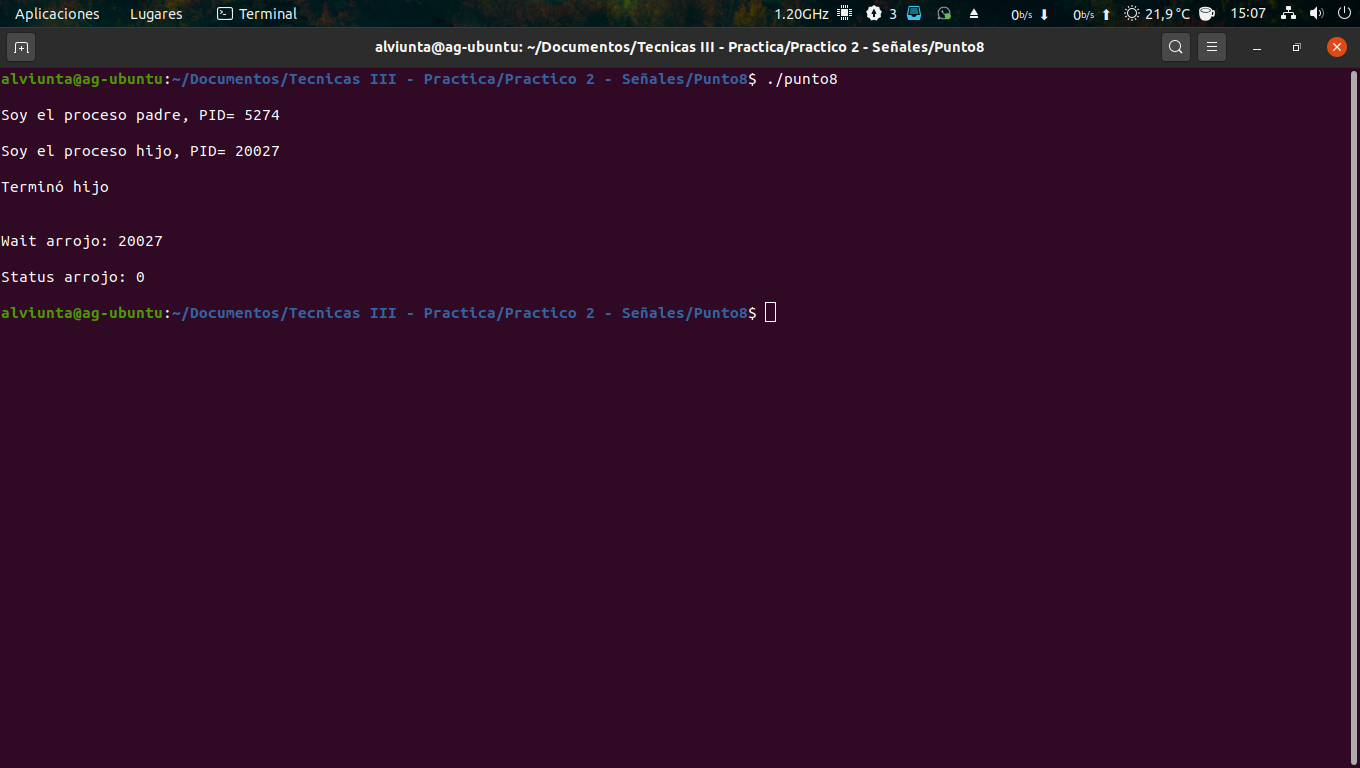 Aplicaciones Lugares Terminal 1.20GHz 3 0b/s 0b/s 21,9 °C 15:07
alviunta@ag-ubuntu: ~/Documentos/Tecnicas III - Practica/Practico 2 - Señales/Punto8
alviunta@ag-ubuntu:~/Documentos/Tecnicas III - Practica/Practico 2 - Señales/Punto8$ ./punto8
Soy el proceso padre, PID= 5274
Soy el proceso hijo, PID= 20027
Terminó hijo
Wait arrojo: 20027
Status arrojo: 0
alviunta@ag-ubuntu:~/Documentos/Tecnicas III - Practica/Practico 2 - Señales/Punto8$